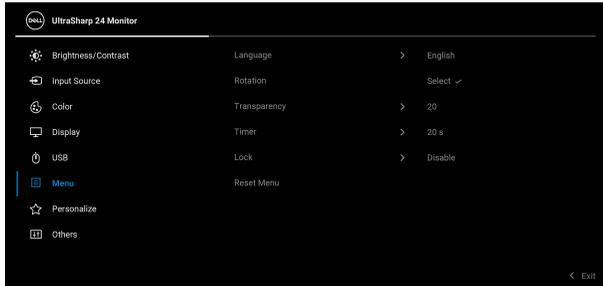 DELL UltraSharp 24 Monitor
Brightness/Contrast Language > English
Input Source Rotation Select ✓
Color Transparency > 20
Display Timer > 20 s
USB Lock > Disable
Menu Reset Menu
Personalize
Others
< Exit